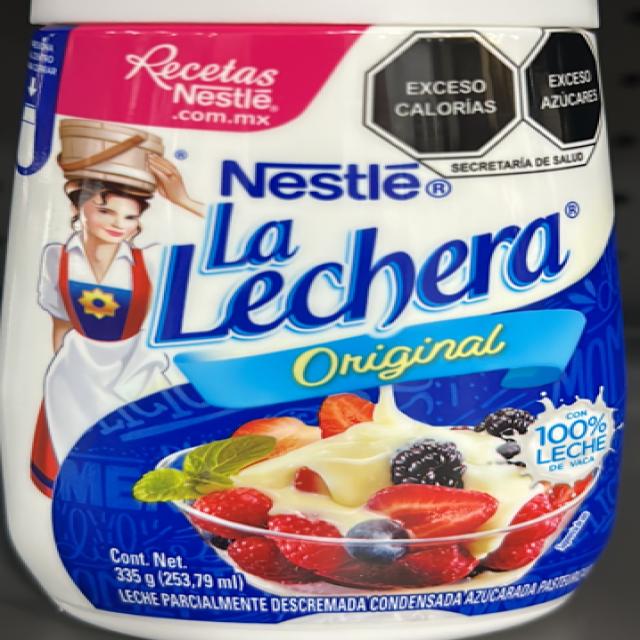 Recetas
Nestlé®
.com.mx
EXCESO
CALORÍAS
EXCESO
AZÚCARES
SECRETARÍA DE SALUD
Nestlé®
La
Lechera®
Original
CON
100%
LECHE
DE VACA
Cont. Net.
335 g (253,79 ml)
LECHE PARCIALMENTE DESCREMADA CONDENSADA AZUCARADA